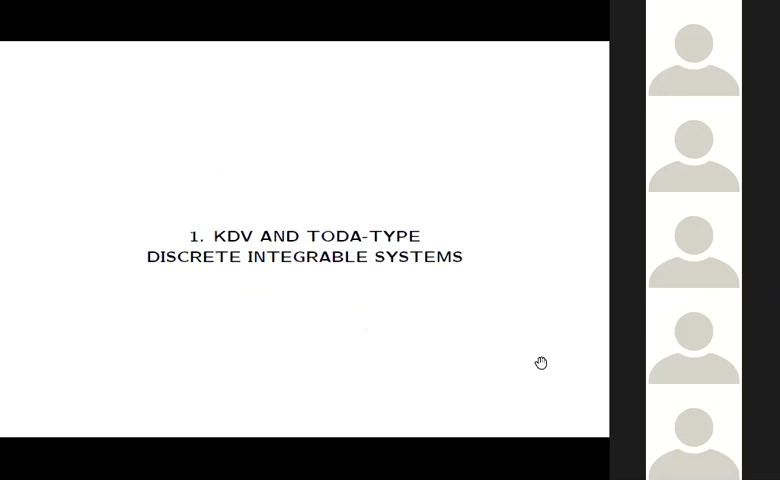 1. KDV AND TODA-TYPE
DISCRETE INTEGRABLE SYSTEMS